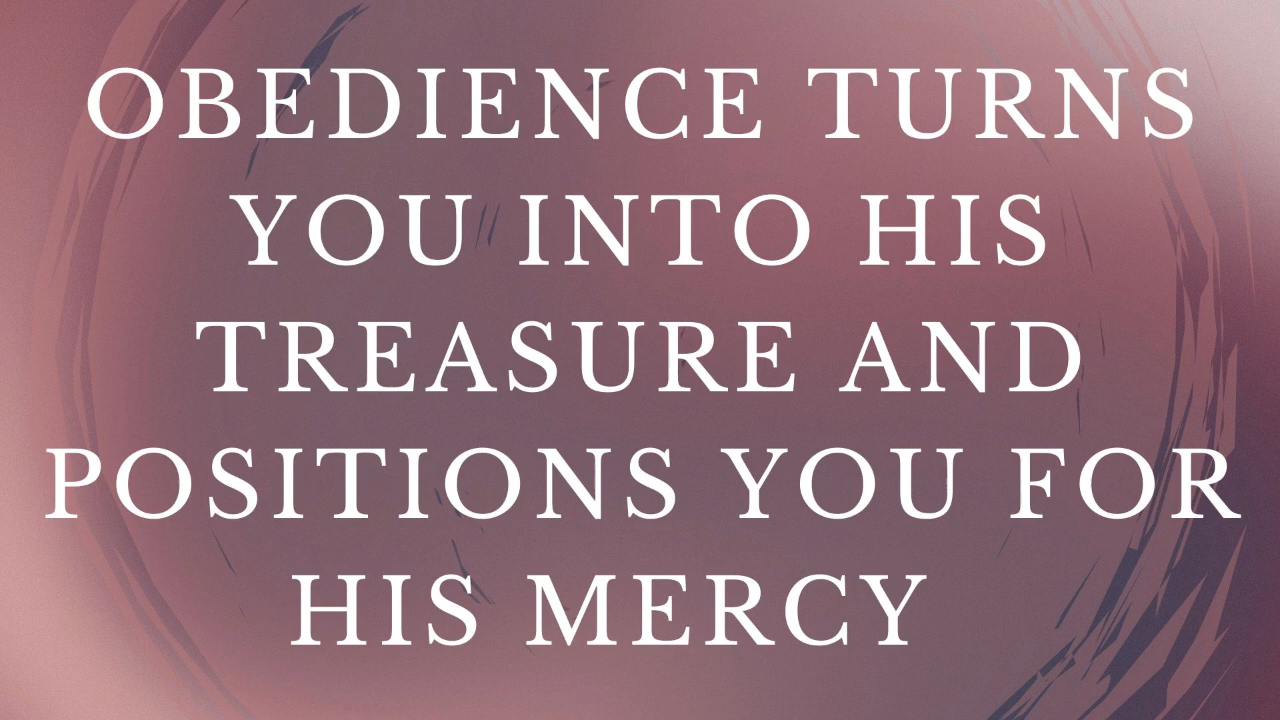 OBEDIENCE TURNS
YOU INTO HIS
TREASURE AND
POSITIONS YOU FOR
HIS MERCY